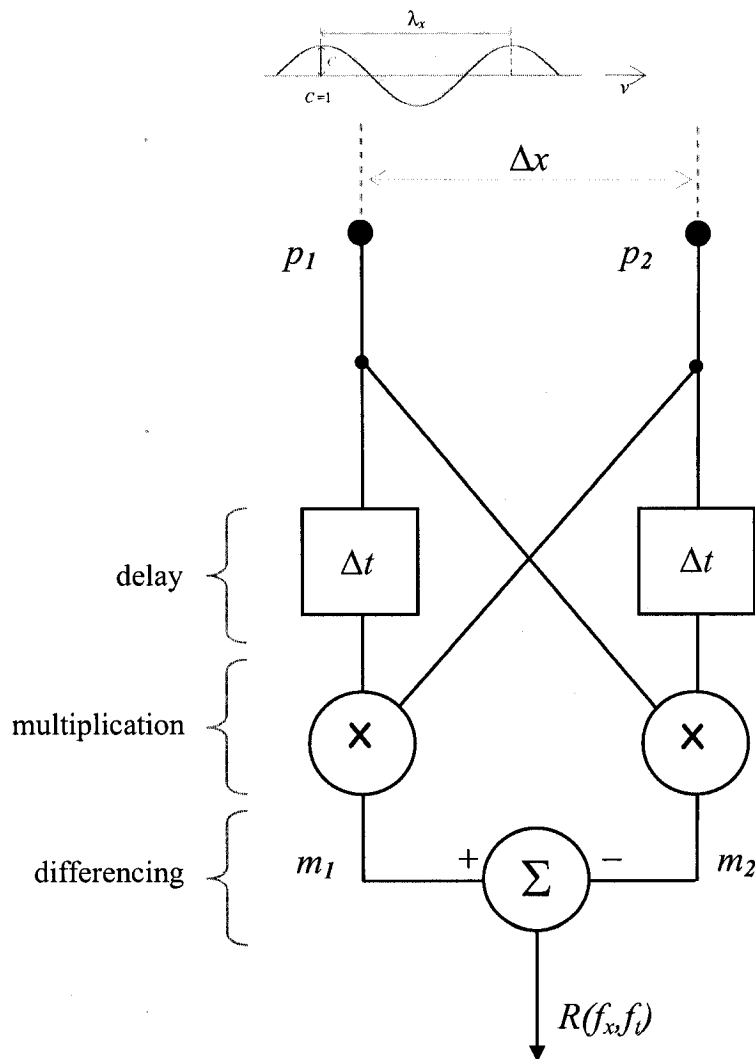 λx
C
C=1
v
Δx
p1 p2
delay Δt Δt
multiplication × ×
differencing m1 + Σ − m2
R(fx,ft)